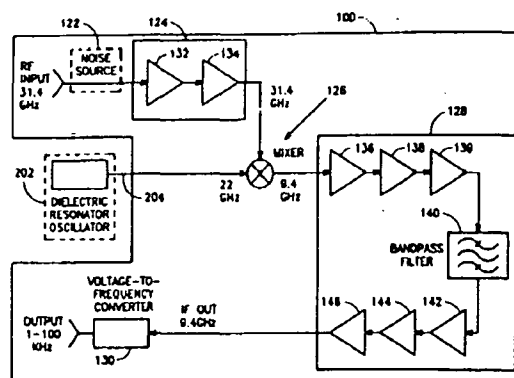 122
NOISE
SOURCE
124
100
RF
INPUT
31.4
GHz
132
134
31.4
GHz
126
128
MIXER
136
138
139
202
204
22
GHz
9.4
GHz
DIELECTRIC
RESONATOR
OSCILLATOR
140
BANDPASS
FILTER
VOLTAGE-TO-
FREQUENCY
CONVERTER
IF OUT
9.4GHz
146
144
142
OUTPUT
1-100
KHz
130